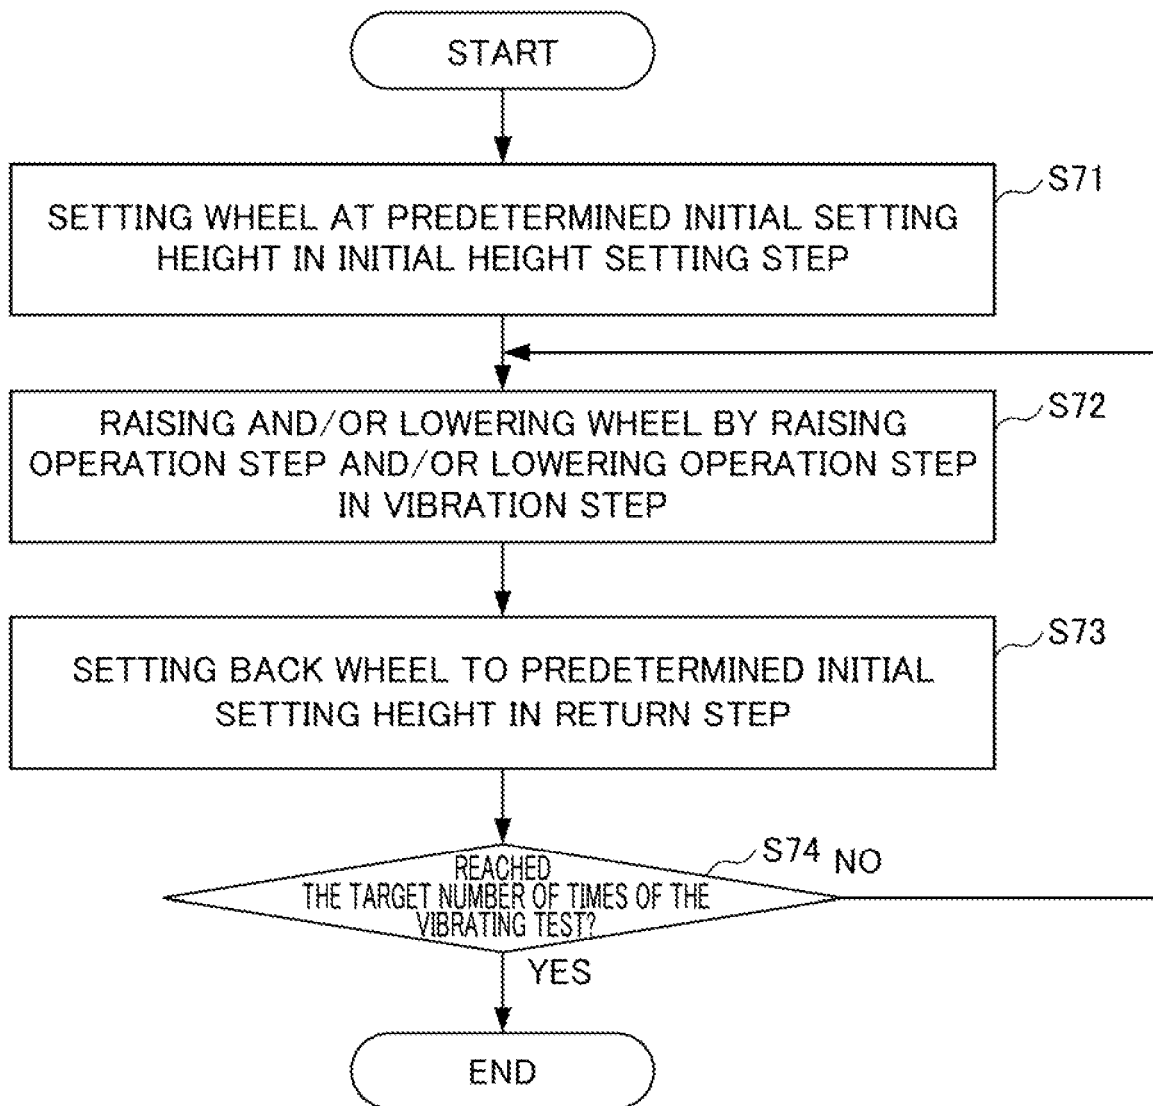 START
S71
SETTING WHEEL AT PREDETERMINED INITIAL SETTING
HEIGHT IN INITIAL HEIGHT SETTING STEP
S72
RAISING AND/OR LOWERING WHEEL BY RAISING
OPERATION STEP AND/OR LOWERING OPERATION STEP
IN VIBRATION STEP
S73
SETTING BACK WHEEL TO PREDETERMINED INITIAL
SETTING HEIGHT IN RETURN STEP
S74 NO
REACHED
THE TARGET NUMBER OF TIMES OF THE
VIBRATING TEST?
YES
END